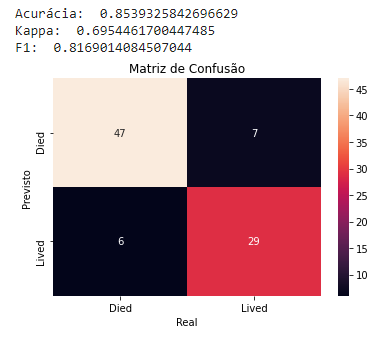 Acurácia:  0.8539325842696629
Kappa:  0.6954461700447485
F1:  0.8169014084507044
Matriz de Confusão
Previsto
Died
47
7
Lived
6
29
Died
Lived
Real
45
40
35
30
25
20
15
10